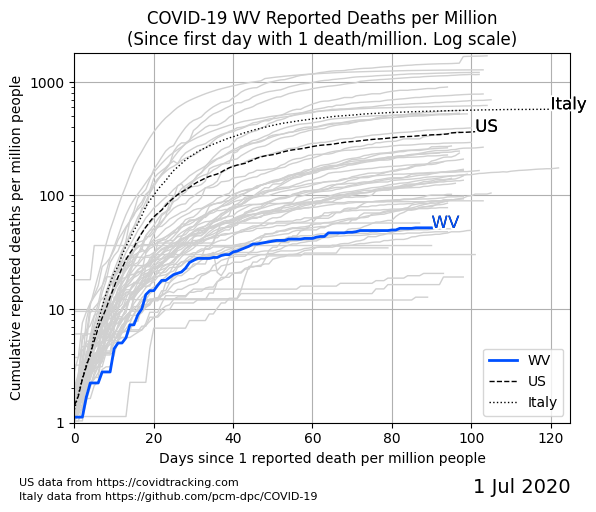 COVID-19 WV Reported Deaths per Million
(Since first day with 1 death/million. Log scale)
Cumulative reported deaths per million people
1000
100
10
1
Italy
US
WV
WV
US
Italy
0 20 40 60 80 100 120
Days since 1 reported death per million people
US data from https://covidtracking.com
Italy data from https://github.com/pcm-dpc/COVID-19
1 Jul 2020